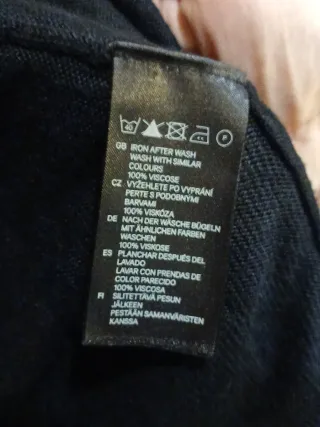 40 P
GB IRON AFTER WASH
WASH WITH SIMILAR
COLOURS
100% VISCOSE
CZ VYŽEHLETE PO VYPRÁNÍ
PERTE S PODOBNÝMI
BARVAMI
100% VISKÓZA
DE NACH DER WÄSCHE BÜGELN
MIT ÄHNLICHEN FARBEN
WASCHEN
100% VISKOSE
ES PLANCHAR DESPUÉS DEL
LAVADO
LAVAR CON PRENDAS DE
COLOR PARECIDO
100% VISCOSA
FI SILITETTÄVÄ PESUN
JÄLKEEN
PESTÄÄN SAMANVÄRISTEN
KANSSA